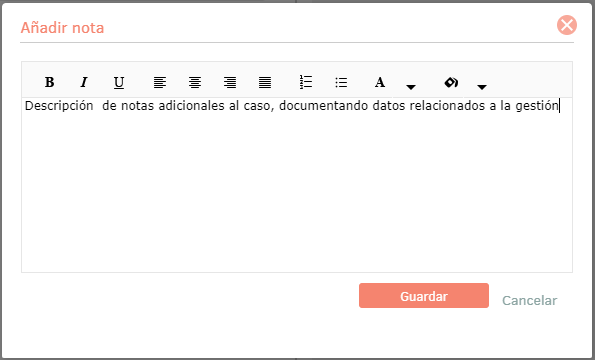 Añadir nota
B I U A
Descripción  de notas adicionales al caso, documentando datos relacionados a la gestión
Guardar
Cancelar